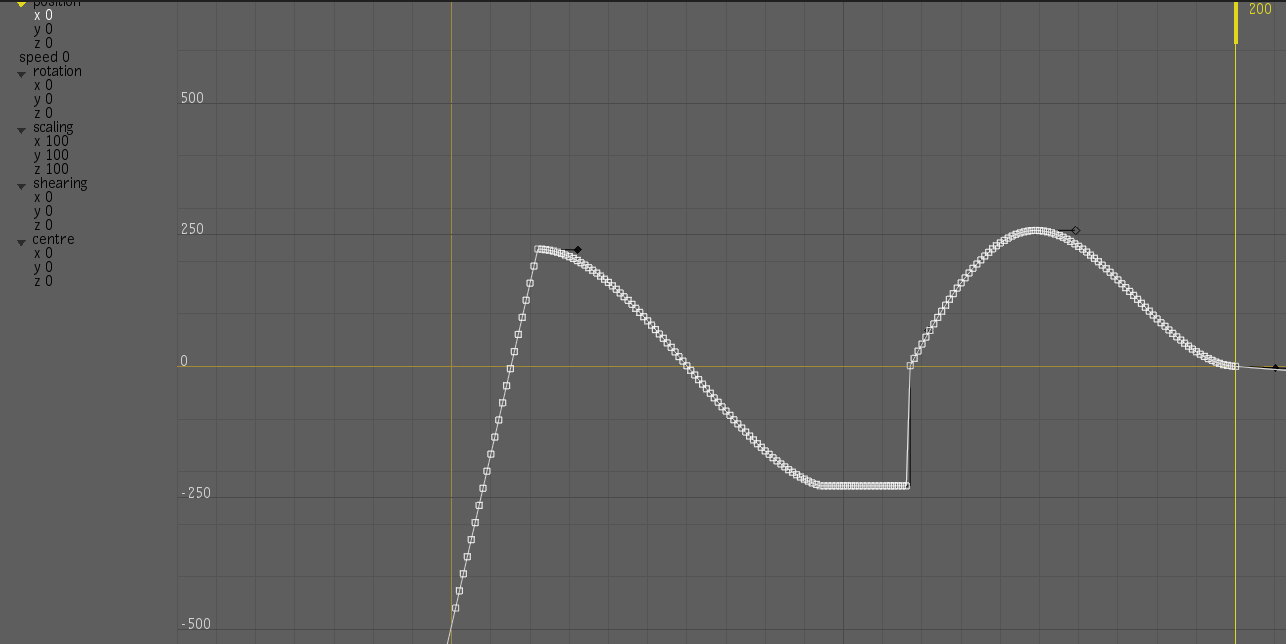 position
x 0
y 0
z 0
speed 0
rotation
x 0
y 0
z 0
scaling
x 100
y 100
z 100
shearing
x 0
y 0
z 0
centre
x 0
y 0
z 0
200
500
250
0
-250
-500